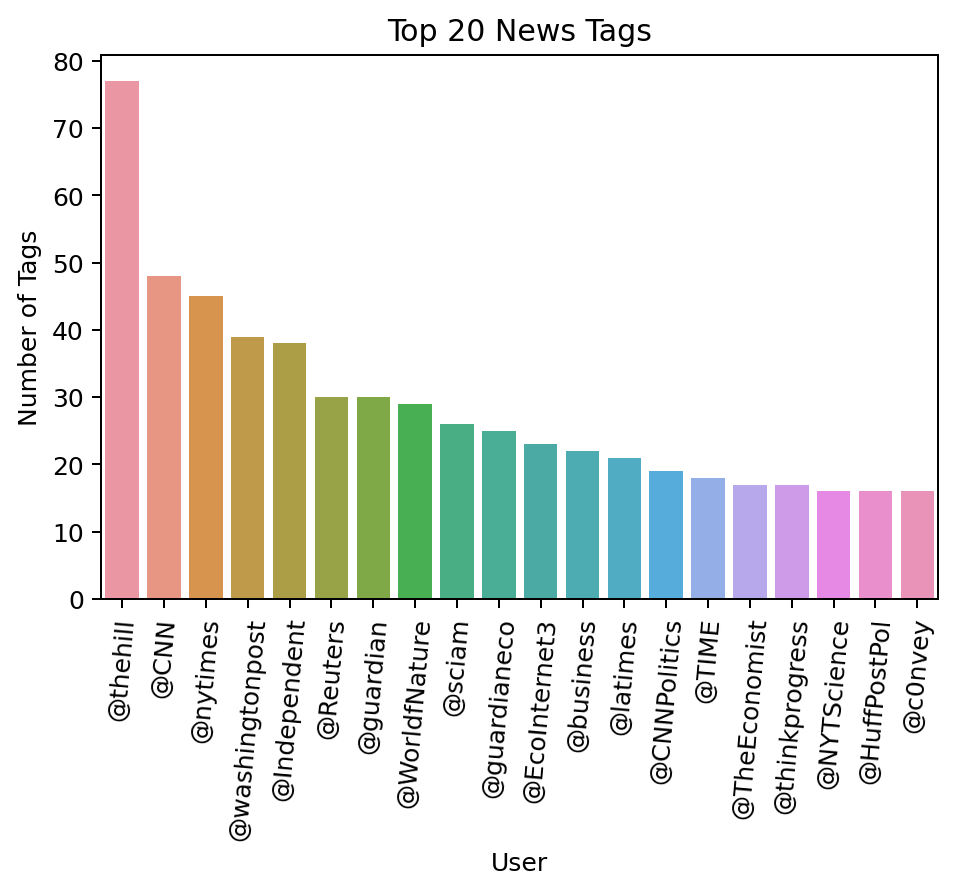 Top 20 News Tags
Number of Tags
80
70
60
50
40
30
20
10
0
@thehill
@CNN
@nytimes
@washingtonpost
@Independent
@Reuters
@guardian
@WorldfNature
@sciam
@guardianeco
@EcoInternet3
@business
@latimes
@CNNPolitics
@TIME
@TheEconomist
@thinkprogress
@NYTScience
@HuffPostPol
@c0nvey
User